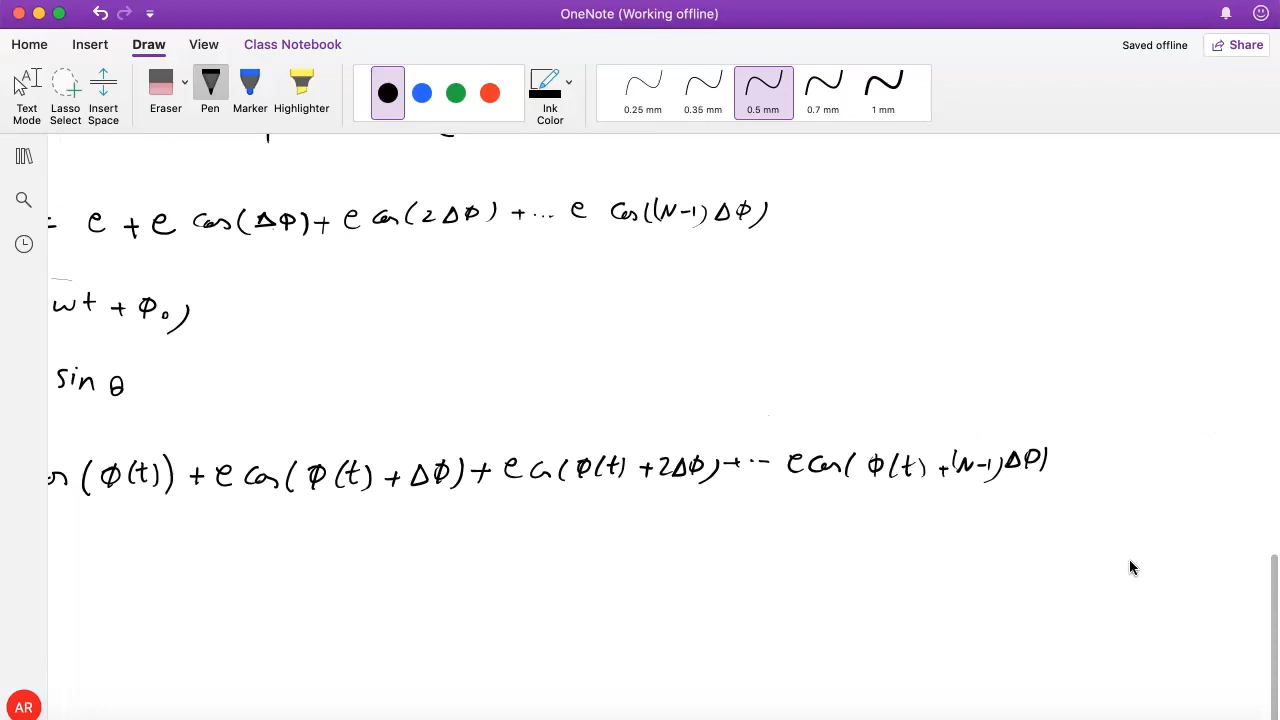 OneNote (Working offline)
Home Insert Draw View Class Notebook Saved offline Share
Text Mode Lasso Select Insert Space Eraser Pen Marker Highlighter Ink Color 0.25 mm 0.35 mm 0.5 mm 0.7 mm 1 mm
= e + e cos(ΔΦ) + e cos(2ΔΦ) + ... e cos((N-1)ΔΦ)
wt + Φ₀)
sin θ
os(Φ(t)) + e cos(Φ(t) + ΔΦ) + e cos(Φ(t) + 2ΔΦ) + ... e cos(Φ(t) + (N-1)ΔΦ)
AR